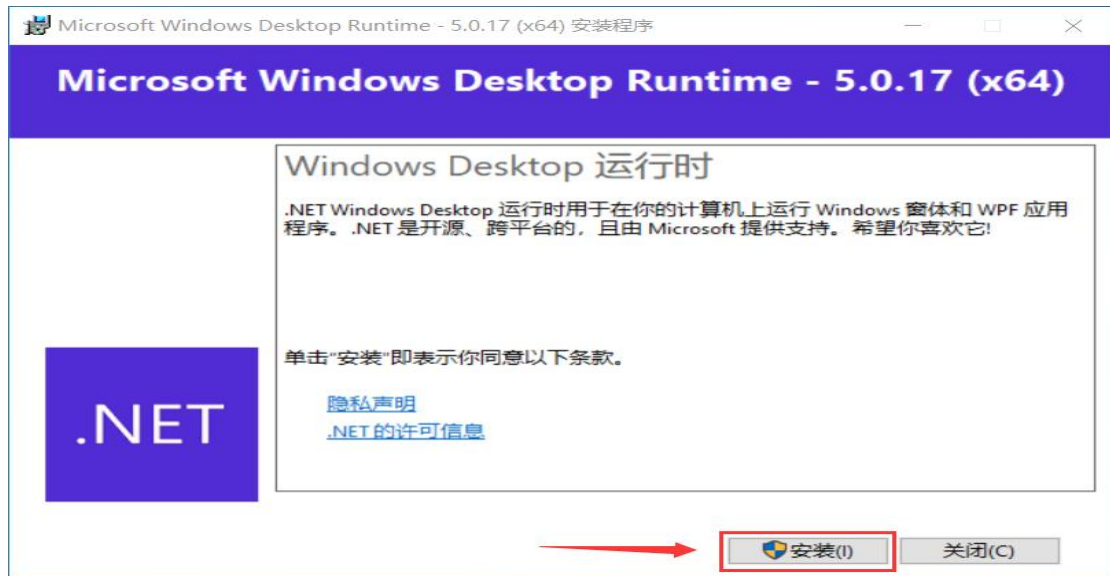 Microsoft Windows Desktop Runtime - 5.0.17 (x64) 安装程序
Microsoft Windows Desktop Runtime - 5.0.17 (x64)
Windows Desktop 运行时
.NET Windows Desktop 运行时用于在你的计算机上运行 Windows 窗体和 WPF 应用
程序。.NET 是开源、跨平台的，且由 Microsoft 提供支持。希望你喜欢它!
单击"安装"即表示你同意以下条款。
隐私声明
.NET 的许可信息
.NET
安装(I)
关闭(C)